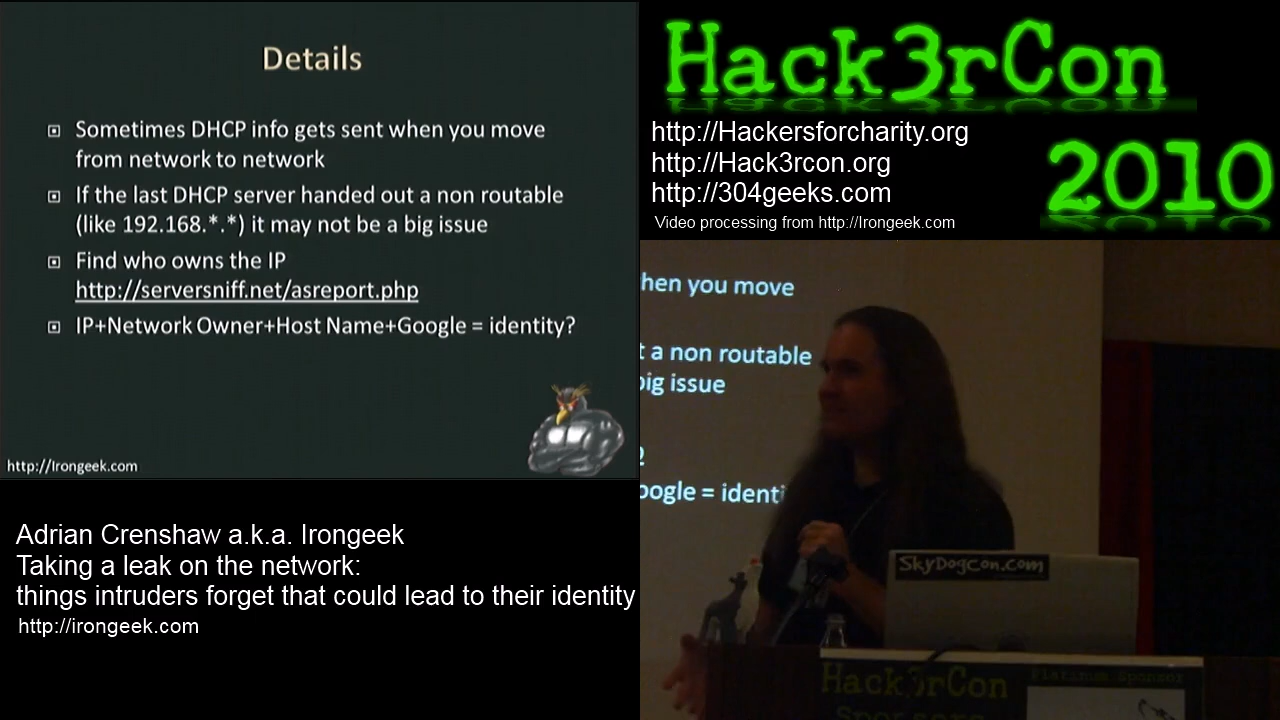 Details
Sometimes DHCP info gets sent when you move
from network to network
If the last DHCP server handed out a non routable
(like 192.168.*.*) it may not be a big issue
Find who owns the IP
http://serversniff.net/asreport.php
IP+Network Owner+Host Name+Google = identity?
http://Irongeek.com
Adrian Crenshaw a.k.a. Irongeek
Taking a leak on the network:
things intruders forget that could lead to their identity
http://irongeek.com
Hack3rCon
2010
http://Hackersforcharity.org
http://Hack3rcon.org
http://304geeks.com
Video processing from http://Irongeek.com
hen you move
t a non routable
big issue
?
oogle = identi
SkyDogCon.com
Hack3rCon
Platinum Sponsor
Sponsors